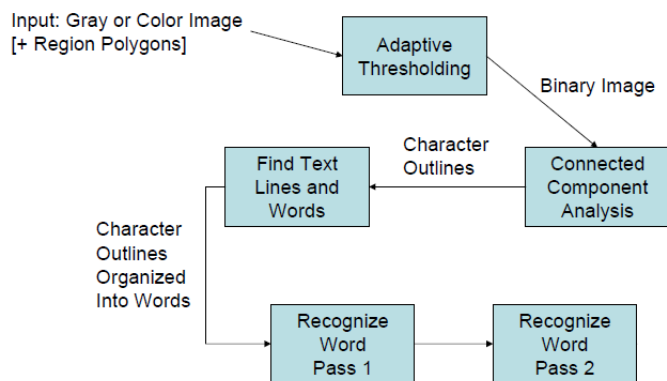 Input: Gray or Color Image
[+ Region Polygons]
Adaptive
Thresholding
Binary Image
Connected
Component
Analysis
Character
Outlines
Find Text
Lines and
Words
Character
Outlines
Organized
Into Words
Recognize
Word
Pass 1
Recognize
Word
Pass 2